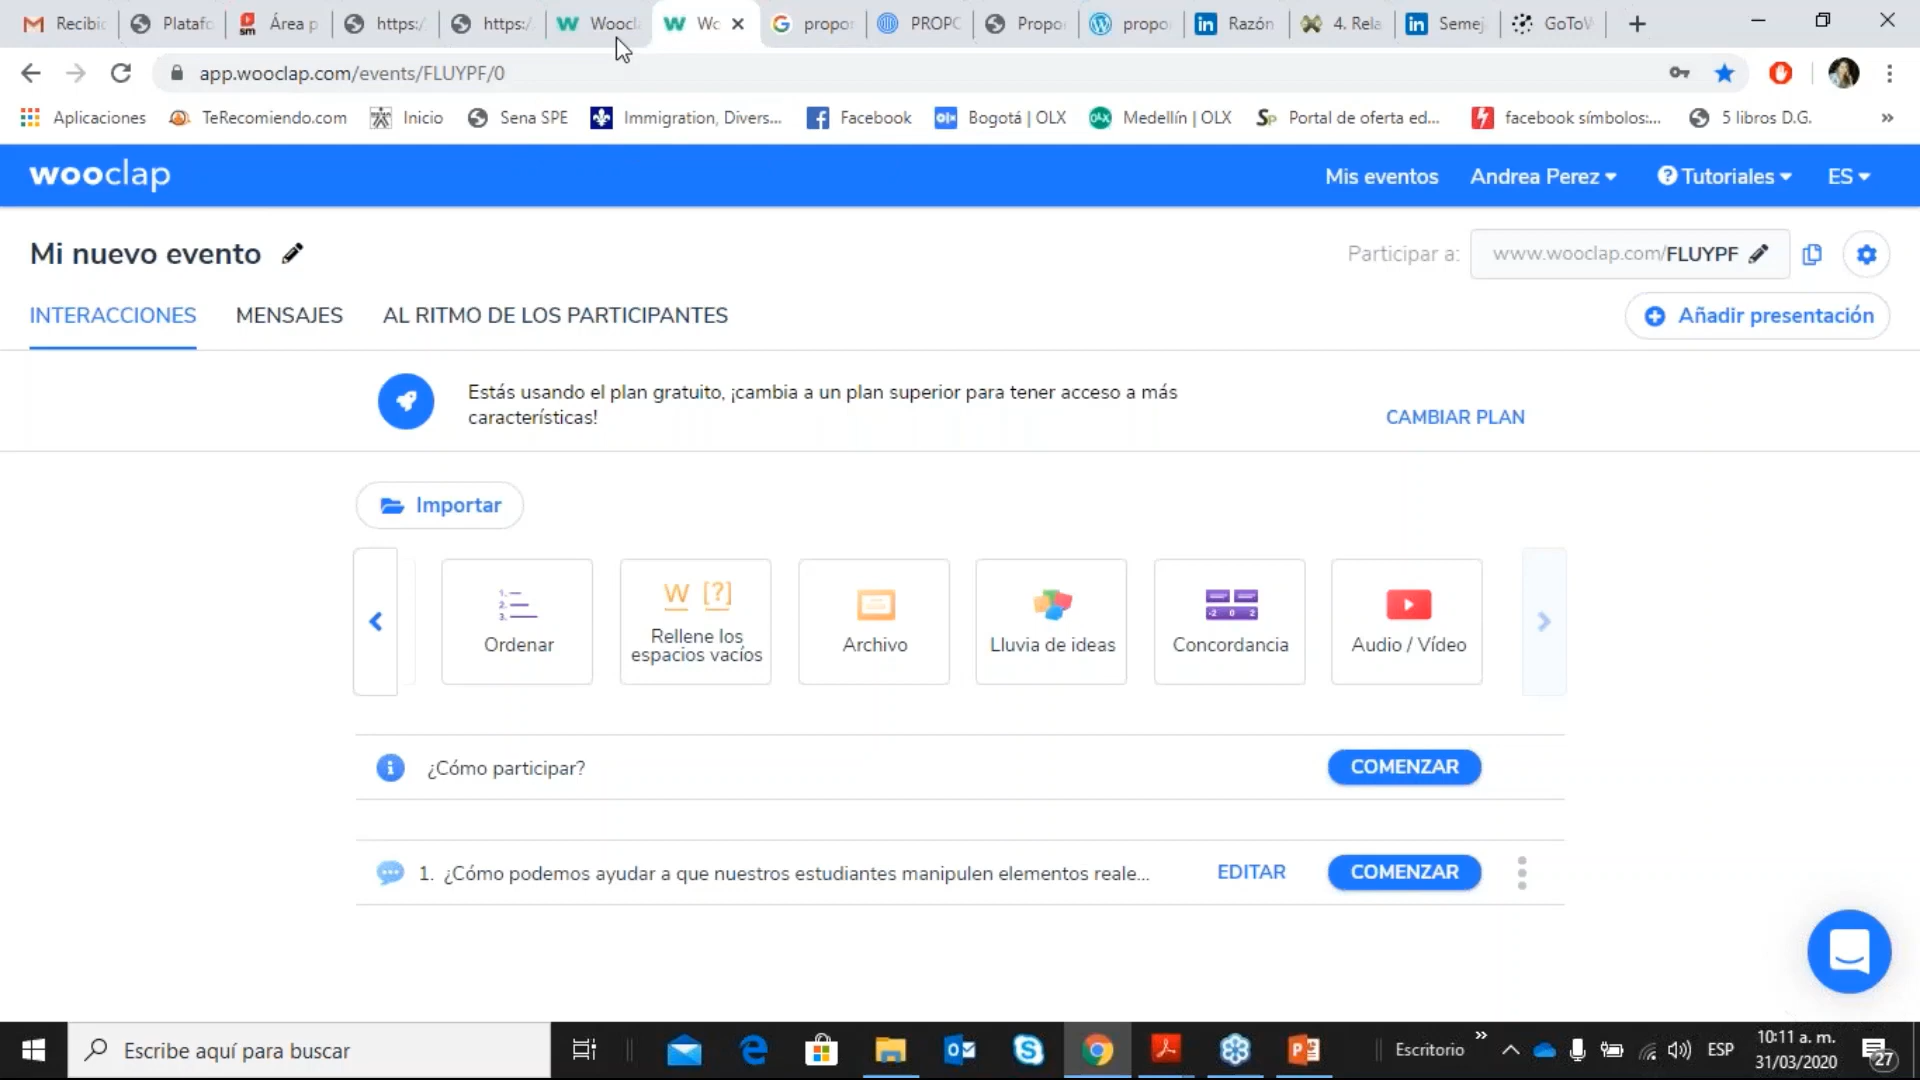 Recibic Platafo Área p https:/ https:/ Woocl Wo propor PROPO Propor propo Razón 4. Rela Semej GoToW
app.wooclap.com/events/FLUYPF/0
Aplicaciones TeRecomiendo.com Inicio Sena SPE Immigration, Divers... Facebook Bogotá | OLX Medellín | OLX Portal de oferta ed... facebook símbolos:... 5 libros D.G. »
wooclap Mis eventos Andrea Perez Tutoriales ES
Mi nuevo evento Participar a: www.wooclap.com/FLUYPF
INTERACCIONES MENSAJES AL RITMO DE LOS PARTICIPANTES Añadir presentación
Estás usando el plan gratuito, ¡cambia a un plan superior para tener acceso a más
características!
CAMBIAR PLAN
Importar
Ordenar
W [?]
Rellene los
espacios vacíos
Archivo
Lluvia de ideas
Concordancia
Audio / Vídeo
¿Cómo participar? COMENZAR
1. ¿Cómo podemos ayudar a que nuestros estudiantes manipulen elementos reale... EDITAR COMENZAR
Escribe aquí para buscar Escritorio » ESP
10:11 a. m.
31/03/2020
27